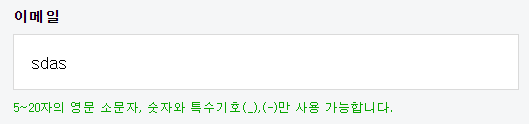 이메일
sdas
5~20자의 영문 소문자, 숫자와 특수기호(_),(-)만 사용 가능합니다.